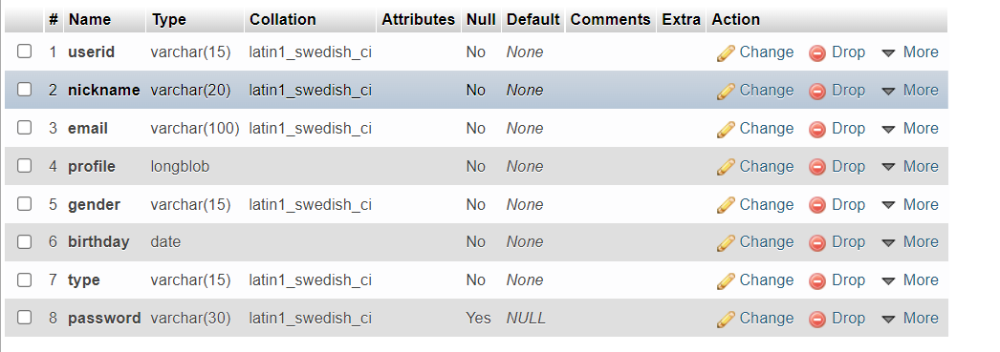 # Name Type Collation Attributes Null Default Comments Extra Action
1 userid varchar(15) latin1_swedish_ci No None Change Drop More
2 nickname varchar(20) latin1_swedish_ci No None Change Drop More
3 email varchar(100) latin1_swedish_ci No None Change Drop More
4 profile longblob No None Change Drop More
5 gender varchar(15) latin1_swedish_ci No None Change Drop More
6 birthday date No None Change Drop More
7 type varchar(15) latin1_swedish_ci No None Change Drop More
8 password varchar(30) latin1_swedish_ci Yes NULL Change Drop More